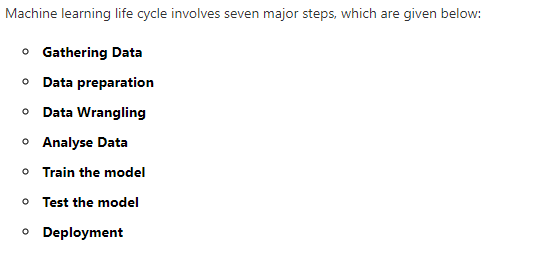 Machine learning life cycle involves seven major steps, which are given below:
Gathering Data
Data preparation
Data Wrangling
Analyse Data
Train the model
Test the model
Deployment